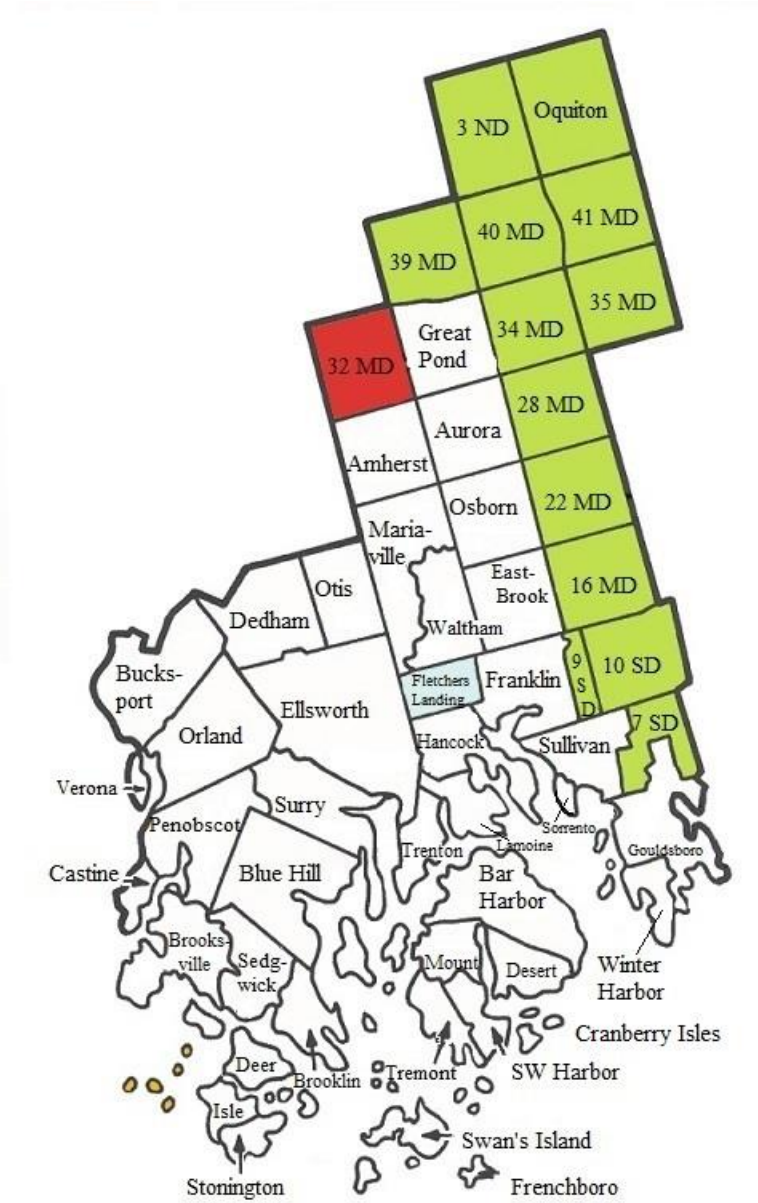 3 ND
Oquiton
40 MD
41 MD
39 MD
35 MD
34 MD
Great
Pond
32 MD
28 MD
Aurora
Amherst
Osborn
22 MD
Maria-
ville
East-
Brook
16 MD
Otis
Dedham
Waltham
9
S
D
10 SD
Bucks-
port
Fletchers
Landing
Franklin
Ellsworth
7 SD
Orland
Hancock
Sullivan
Verona
Surry
Penobscot
Sorrento
Lamoine
Trenton
Gouldsboro
Castine
Blue Hill
Bar
Harbor
Brooks-
ville
Sedg-
wick
Mount
Desert
Winter
Harbor
Cranberry Isles
Deer
Brooklin
Tremont
SW Harbor
Isle
Swan's Island
Stonington
Frenchboro